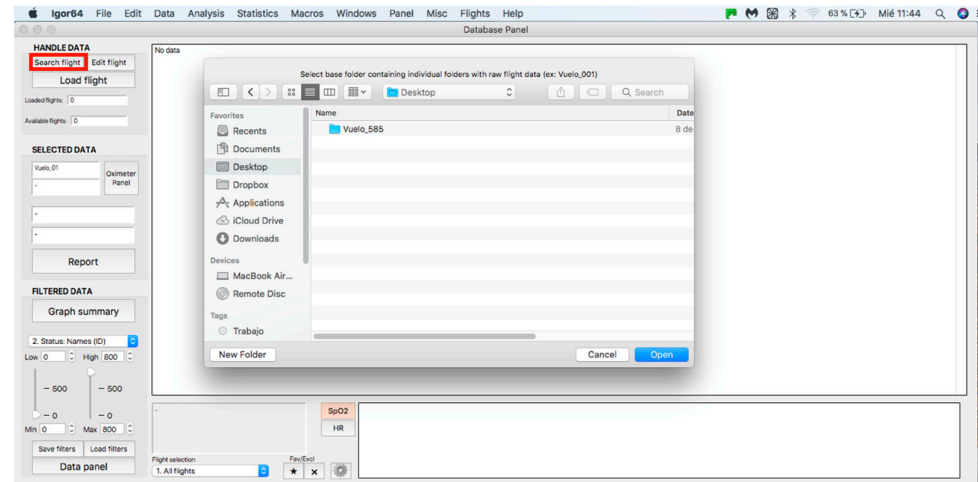 Igor64 File Edit Data Analysis Statistics Macros Windows Panel Misc Flights Help 63 % Mié 11:44
Database Panel
HANDLE DATA
Search flight Edit flight
Load flight
Loaded flights: 0
Available flights: 0
SELECTED DATA
Vuelo_01
-
Oximeter
Panel
-
-
Report
FILTERED DATA
Graph summary
2. Status: Names (ID)
Low 0 High 800
500 500
0 0
Min 0 Max 800
Save filters Load filters
Data panel
No data
Select base folder containing individual folders with raw flight data (ex: Vuelo_001)
Desktop Search
Favorites
Recents
Documents
Desktop
Dropbox
Applications
iCloud Drive
Downloads
Devices
MacBook Air...
Remote Disc
Tags
Trabajo
Name Date
Vuelo_585 8 de
New Folder Cancel Open
-
SpO2
HR
Flight selection Fav/Excl
1. All flights ★ x